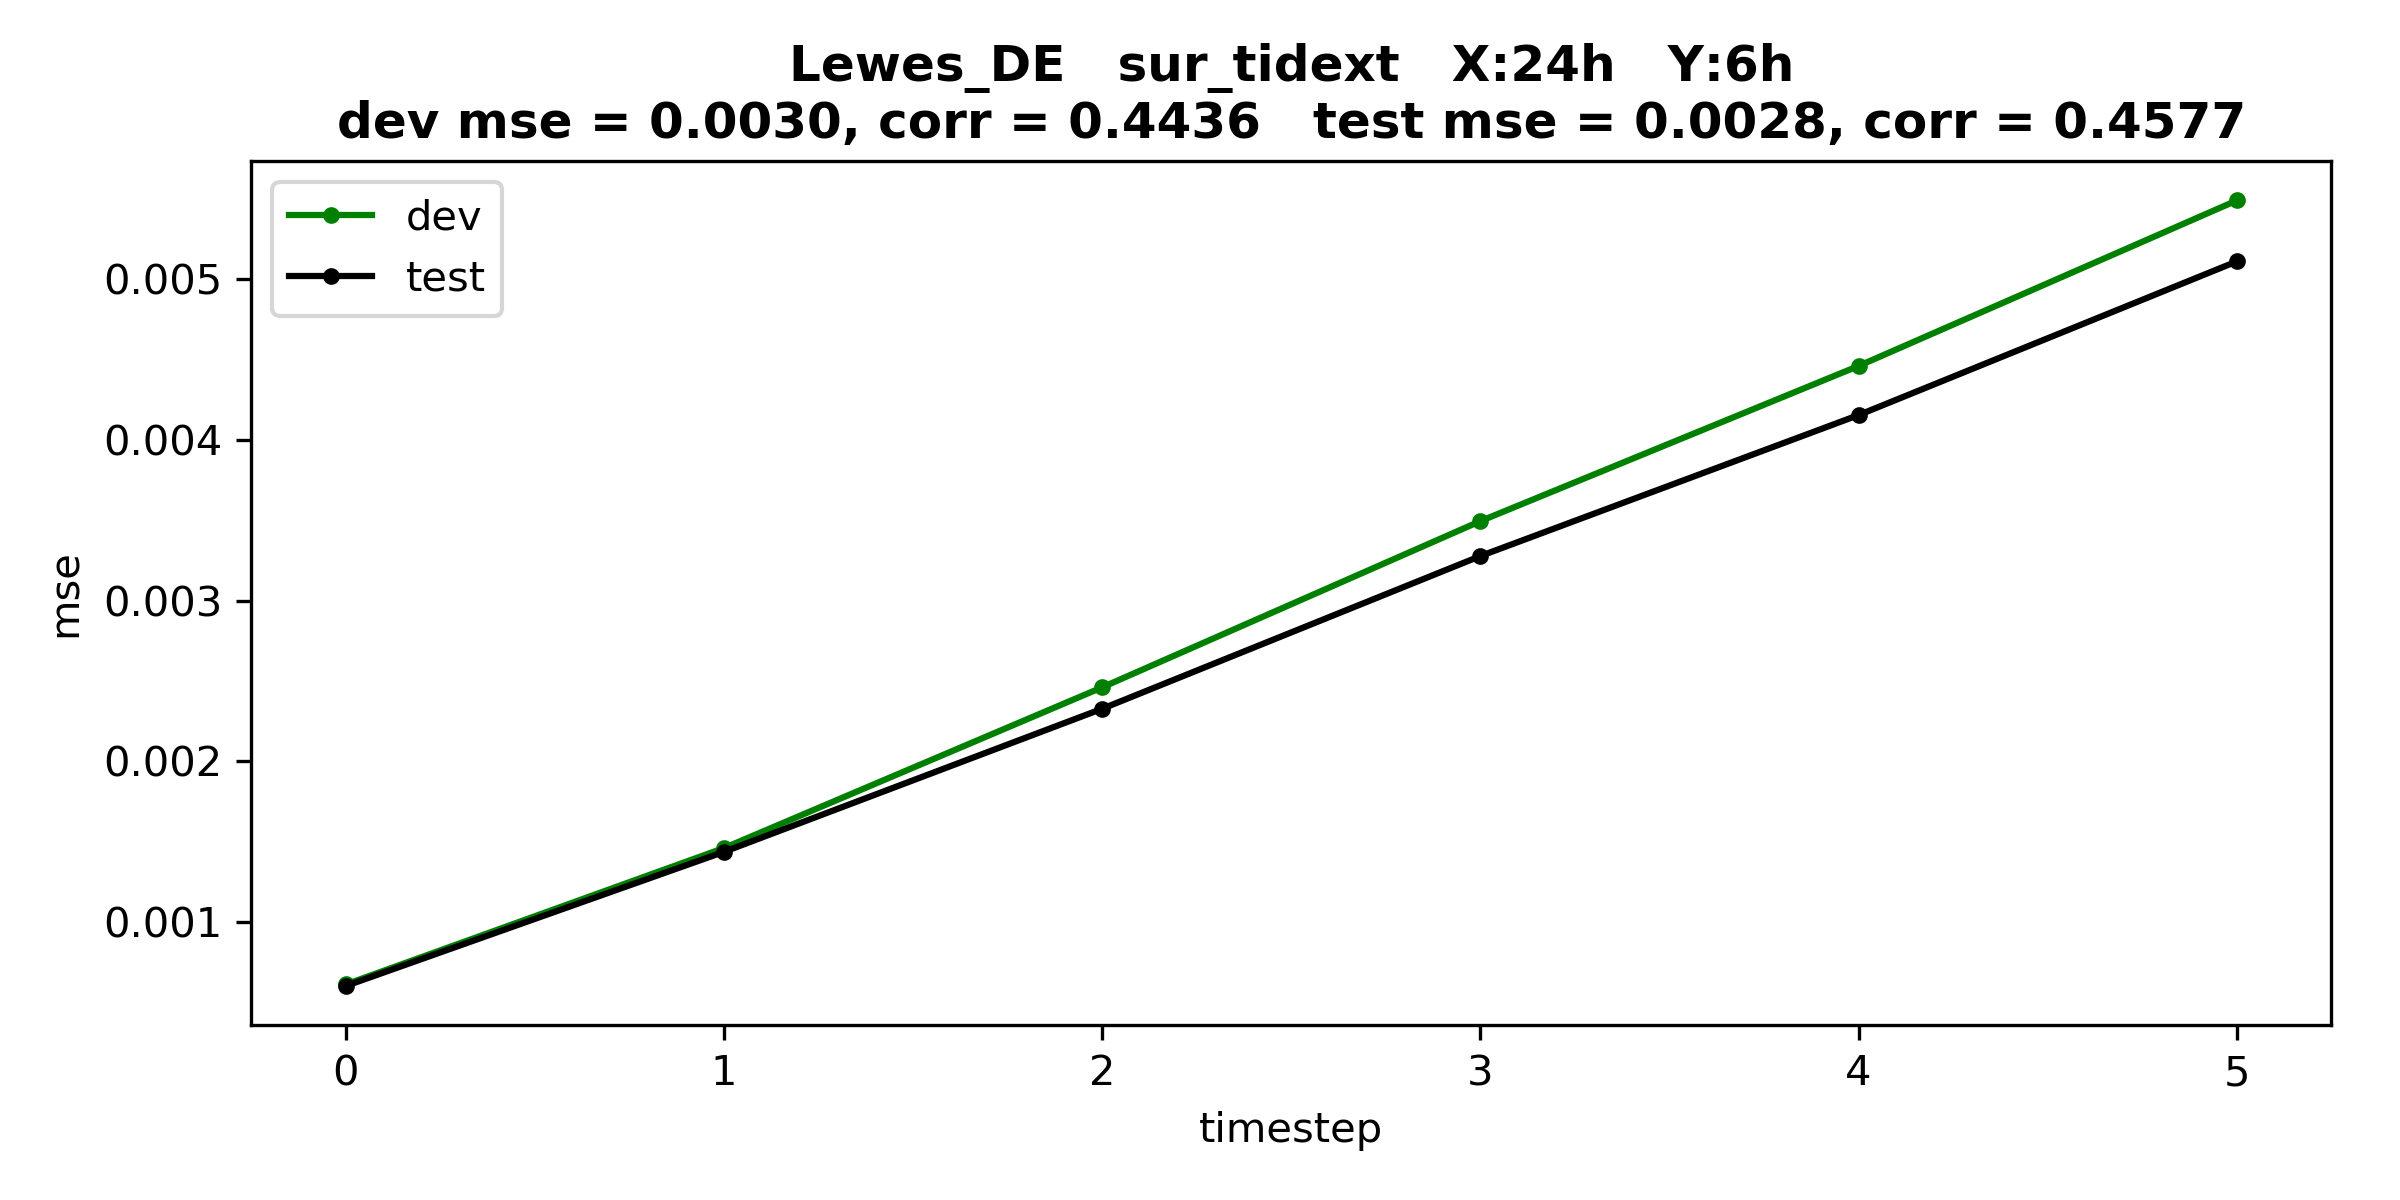 Lewes_DE   sur_tidext   X:24h   Y:6h
dev mse = 0.0030, corr = 0.4436   test mse = 0.0028, corr = 0.4577
dev
test
0.005
0.004
0.003
0.002
0.001
mse
0 1 2 3 4 5
timestep